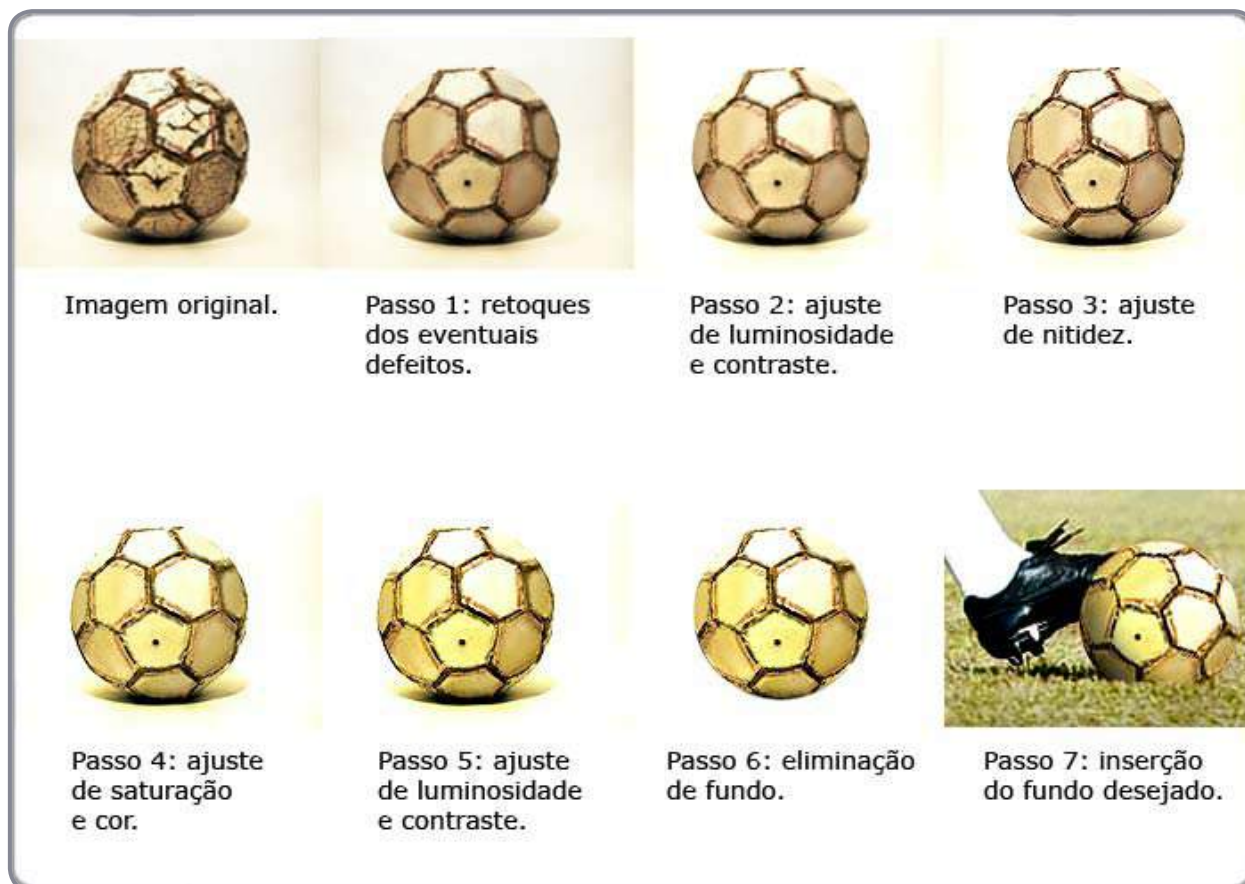 Imagem original.
Passo 1: retoques
dos eventuais
defeitos.
Passo 2: ajuste
de luminosidade
e contraste.
Passo 3: ajuste
de nitidez.
Passo 4: ajuste
de saturação
e cor.
Passo 5: ajuste
de luminosidade
e contraste.
Passo 6: eliminação
de fundo.
Passo 7: inserção
do fundo desejado.